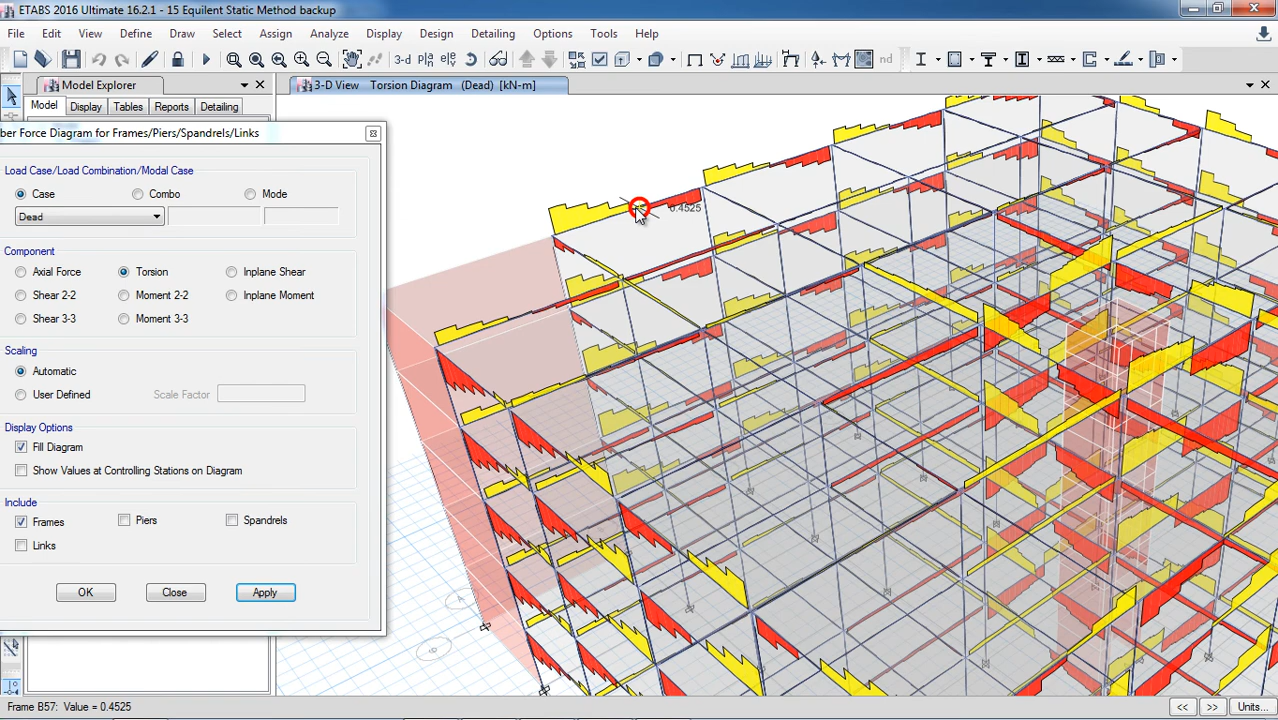 ETABS 2016 Ultimate 16.2.1 - 15 Equilent Static Method backup
File Edit View Define Draw Select Assign Analyze Display Design Detailing Options Tools Help
3-d nd
Model Explorer
3-D View Torsion Diagram (Dead) [kN-m]
Model Display Tables Reports Detailing
ber Force Diagram for Frames/Piers/Spandrels/Links
Load Case/Load Combination/Modal Case
Case Combo Mode
Dead
Component
Axial Force Torsion Inplane Shear
Shear 2-2 Moment 2-2 Inplane Moment
Shear 3-3 Moment 3-3
Scaling
Automatic
User Defined Scale Factor
Display Options
Fill Diagram
Show Values at Controlling Stations on Diagram
Include
Frames Piers Spandrels
Links
OK Close Apply
0.4525
Frame B57: Value = 0.4525
<< >> Units...